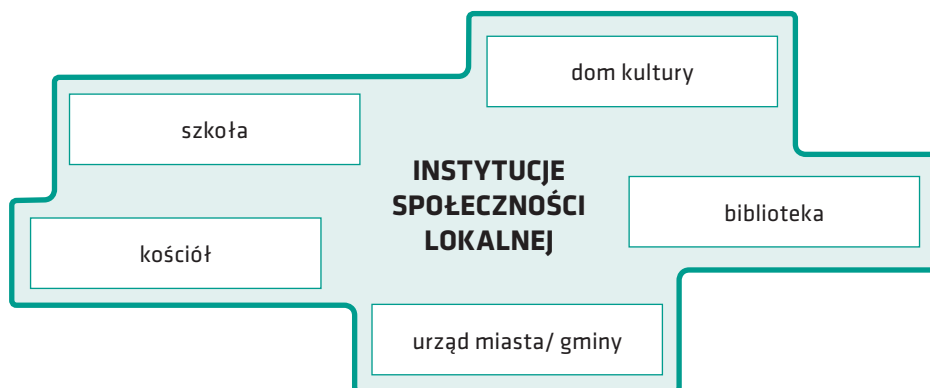 dom kultury
szkoła
INSTYTUCJE
SPOŁECZNOŚCI
LOKALNEJ
biblioteka
kościół
urząd miasta/ gminy